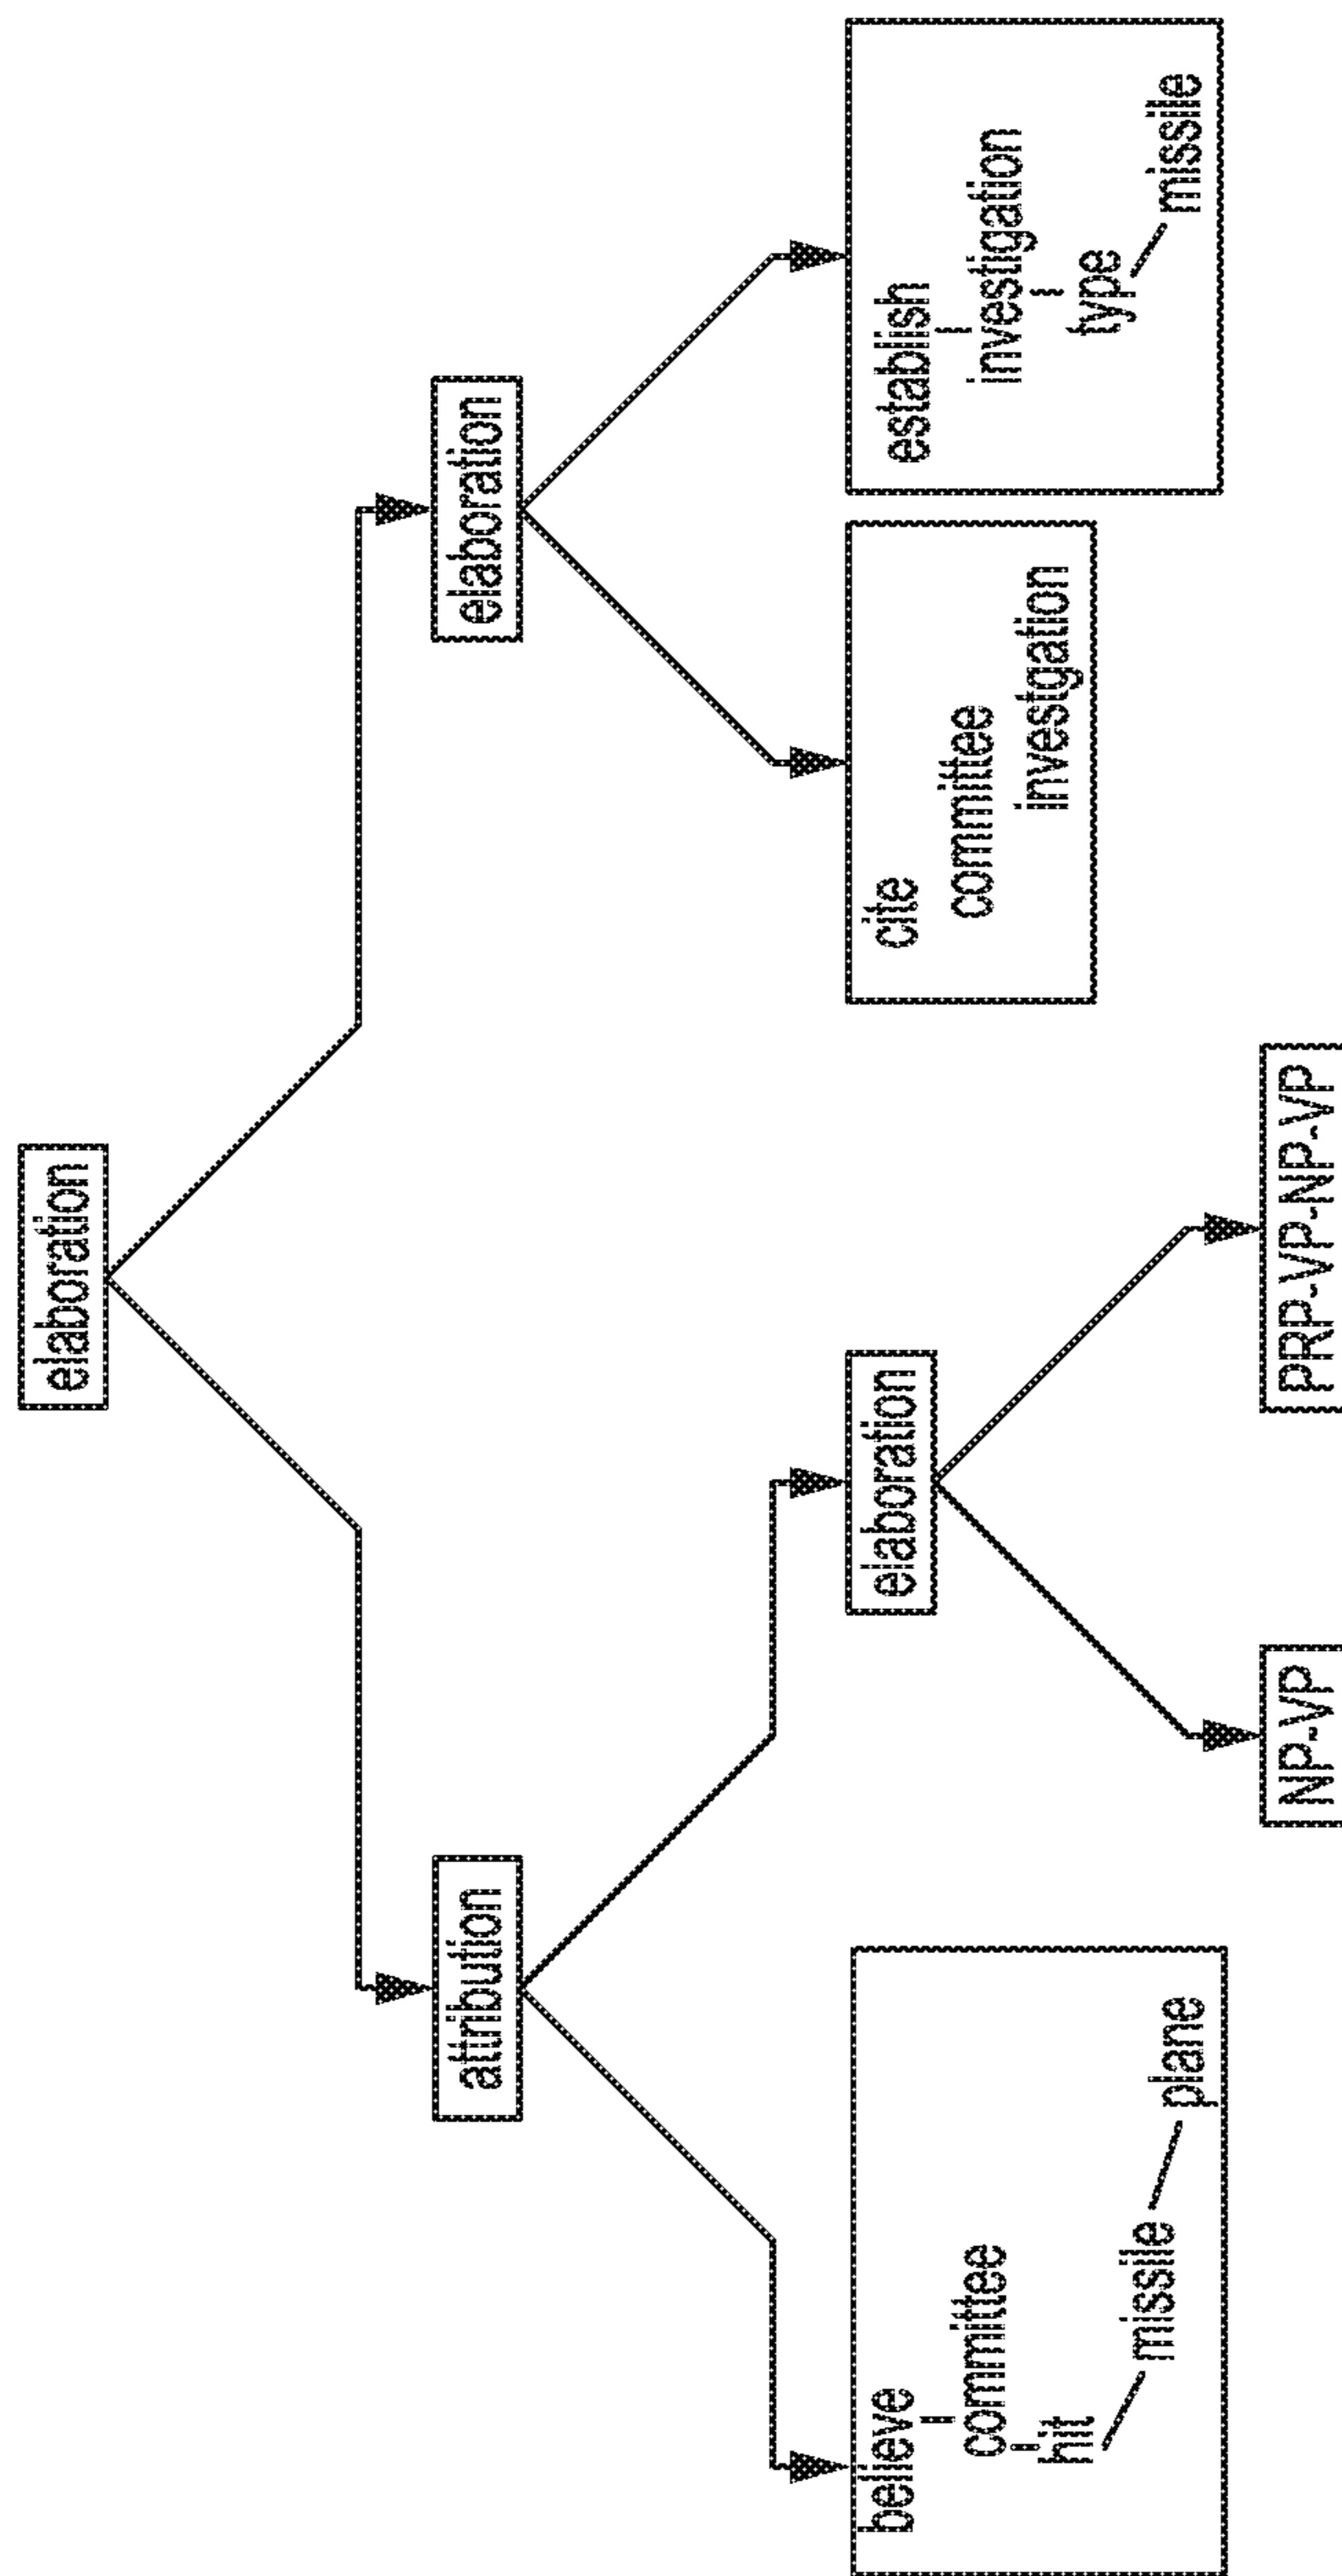 elaboration
attribution
elaboration
believe
committee
hit
missile
plane
elaboration
cite
committee
investgation
establish
investigation
type
missile
NP-VP
PRP-VP-NP-VP